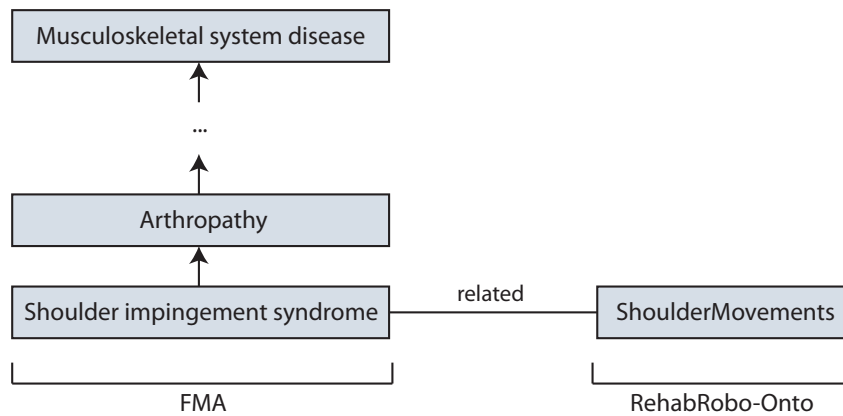 Musculoskeletal system disease
...
Arthropathy
Shoulder impingement syndrome
related
ShoulderMovements
FMA
RehabRobo-Onto